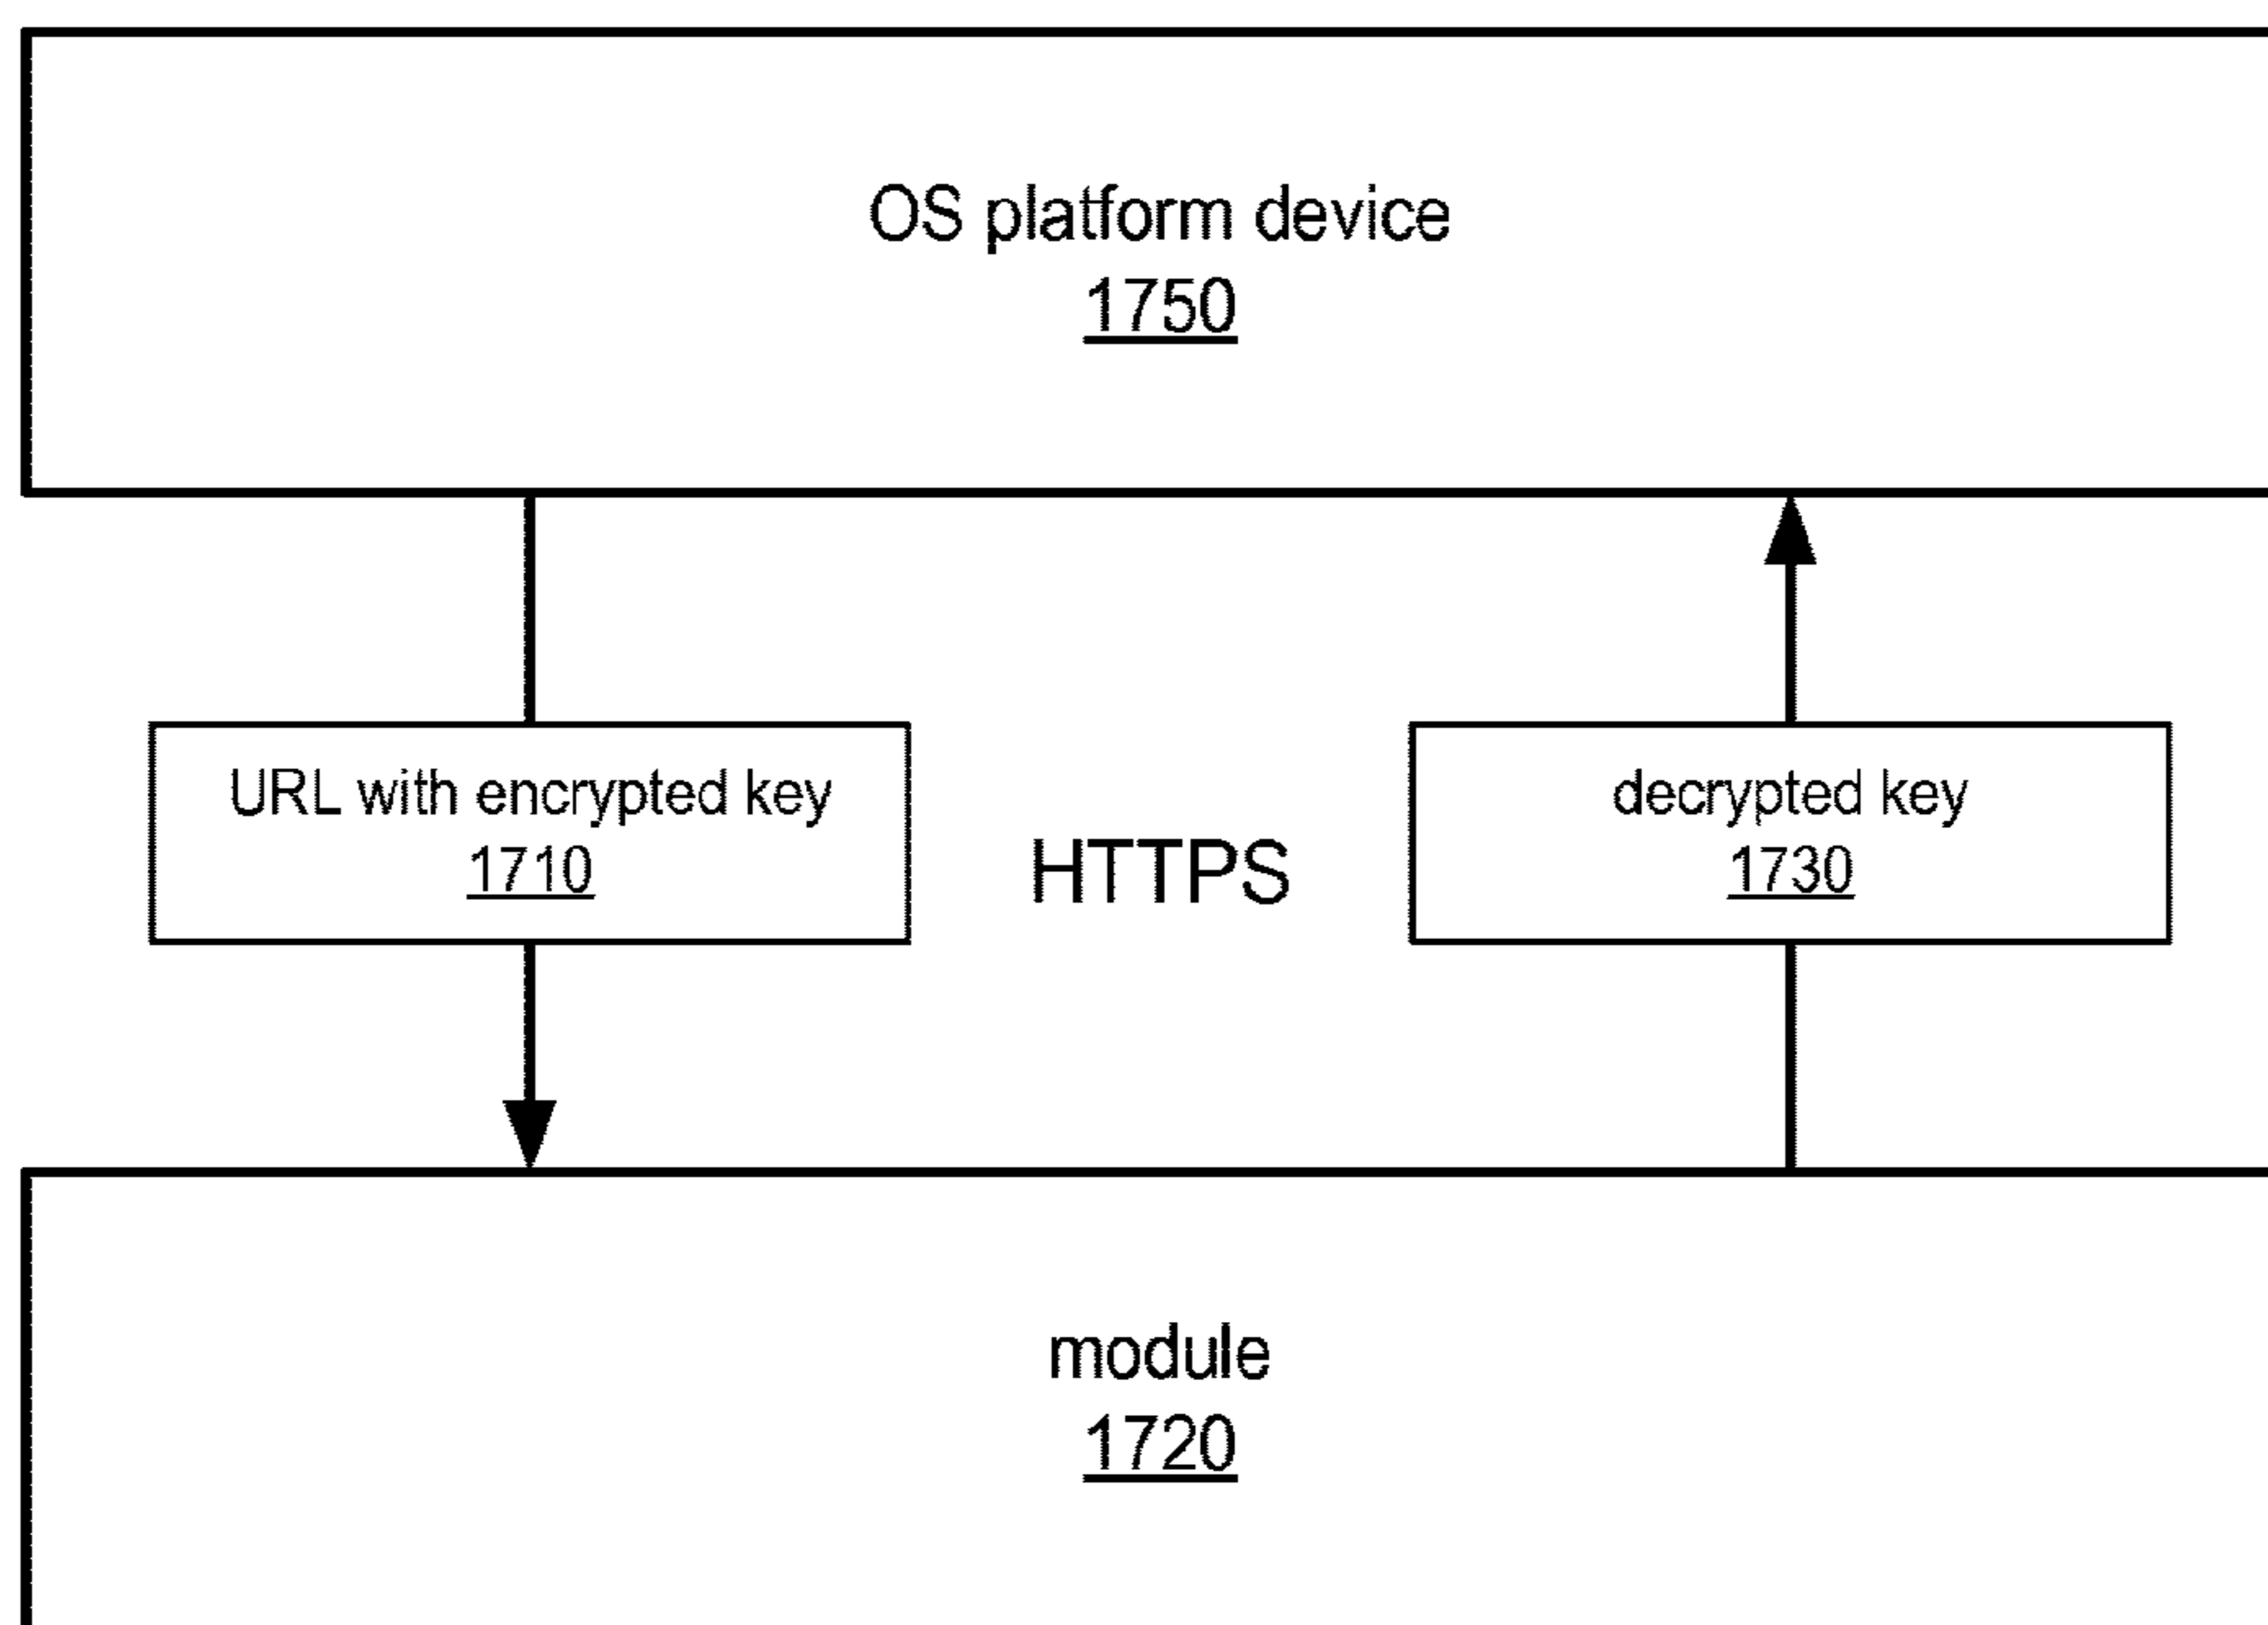 OS platform device
1750
URL with encrypted key
1710
HTTPS
decrypted key
1730
module
1720